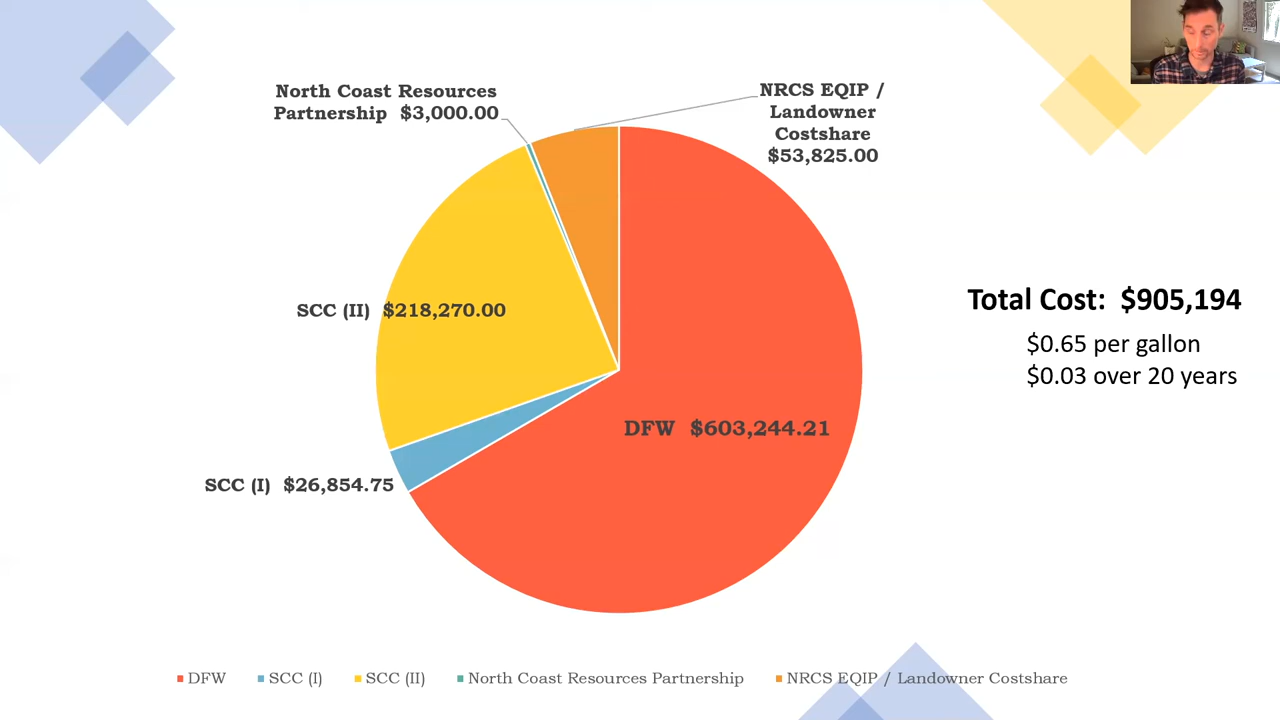 North Coast Resources
Partnership $3,000.00
NRCS EQIP /
Landowner
Costshare
$53,825.00
SCC (II) $218,270.00
Total Cost: $905,194
$0.65 per gallon
$0.03 over 20 years
DFW $603,244.21
SCC (I) $26,854.75
DFW SCC (I) SCC (II) North Coast Resources Partnership NRCS EQIP / Landowner Costshare